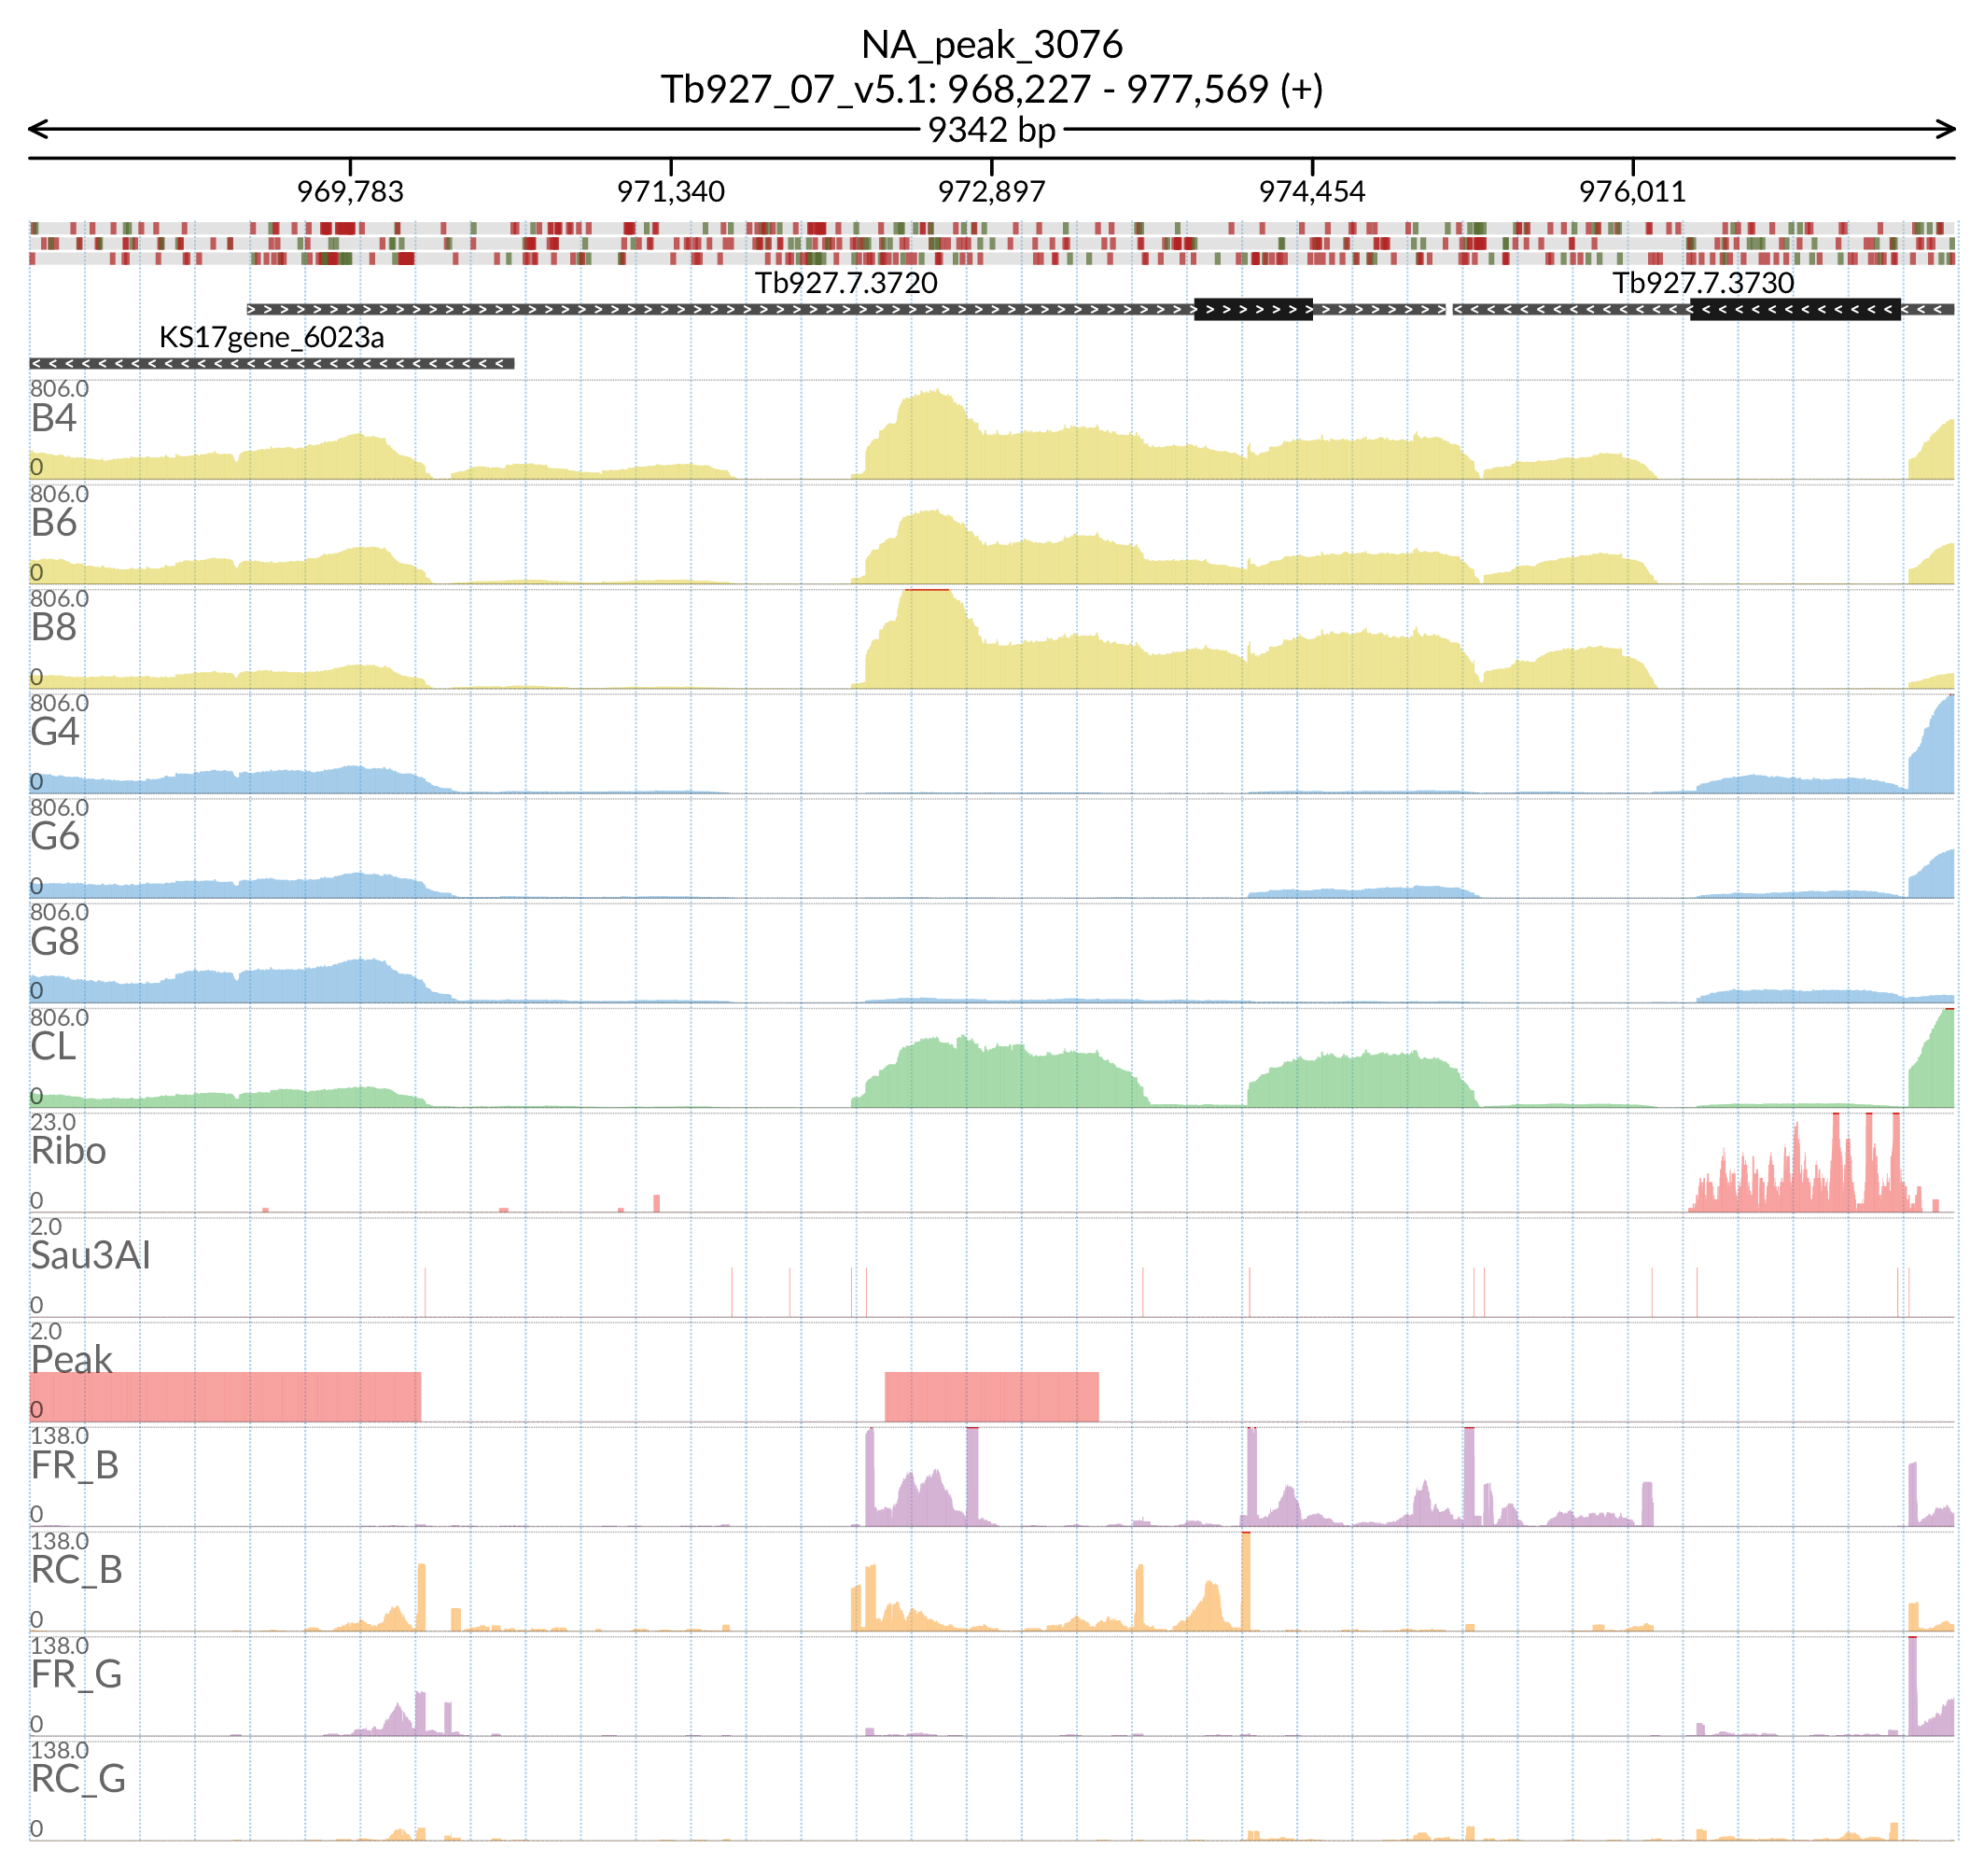 NA_peak_3076
Tb927_07_v5.1: 968,227 - 977,569 (+)
9342 bp
969,783 971,340 972,897 974,454 976,011
Tb927.7.3720 Tb927.7.3730
KS17gene_6023a
806.0
B4
0
806.0
B6
0
806.0
B8
0
806.0
G4
0
806.0
G6
0
806.0
G8
0
806.0
CL
0
23.0
Ribo
0
2.0
Sau3AI
0
2.0
Peak
0
138.0
FR_B
0
138.0
RC_B
0
138.0
FR_G
0
138.0
RC_G
0